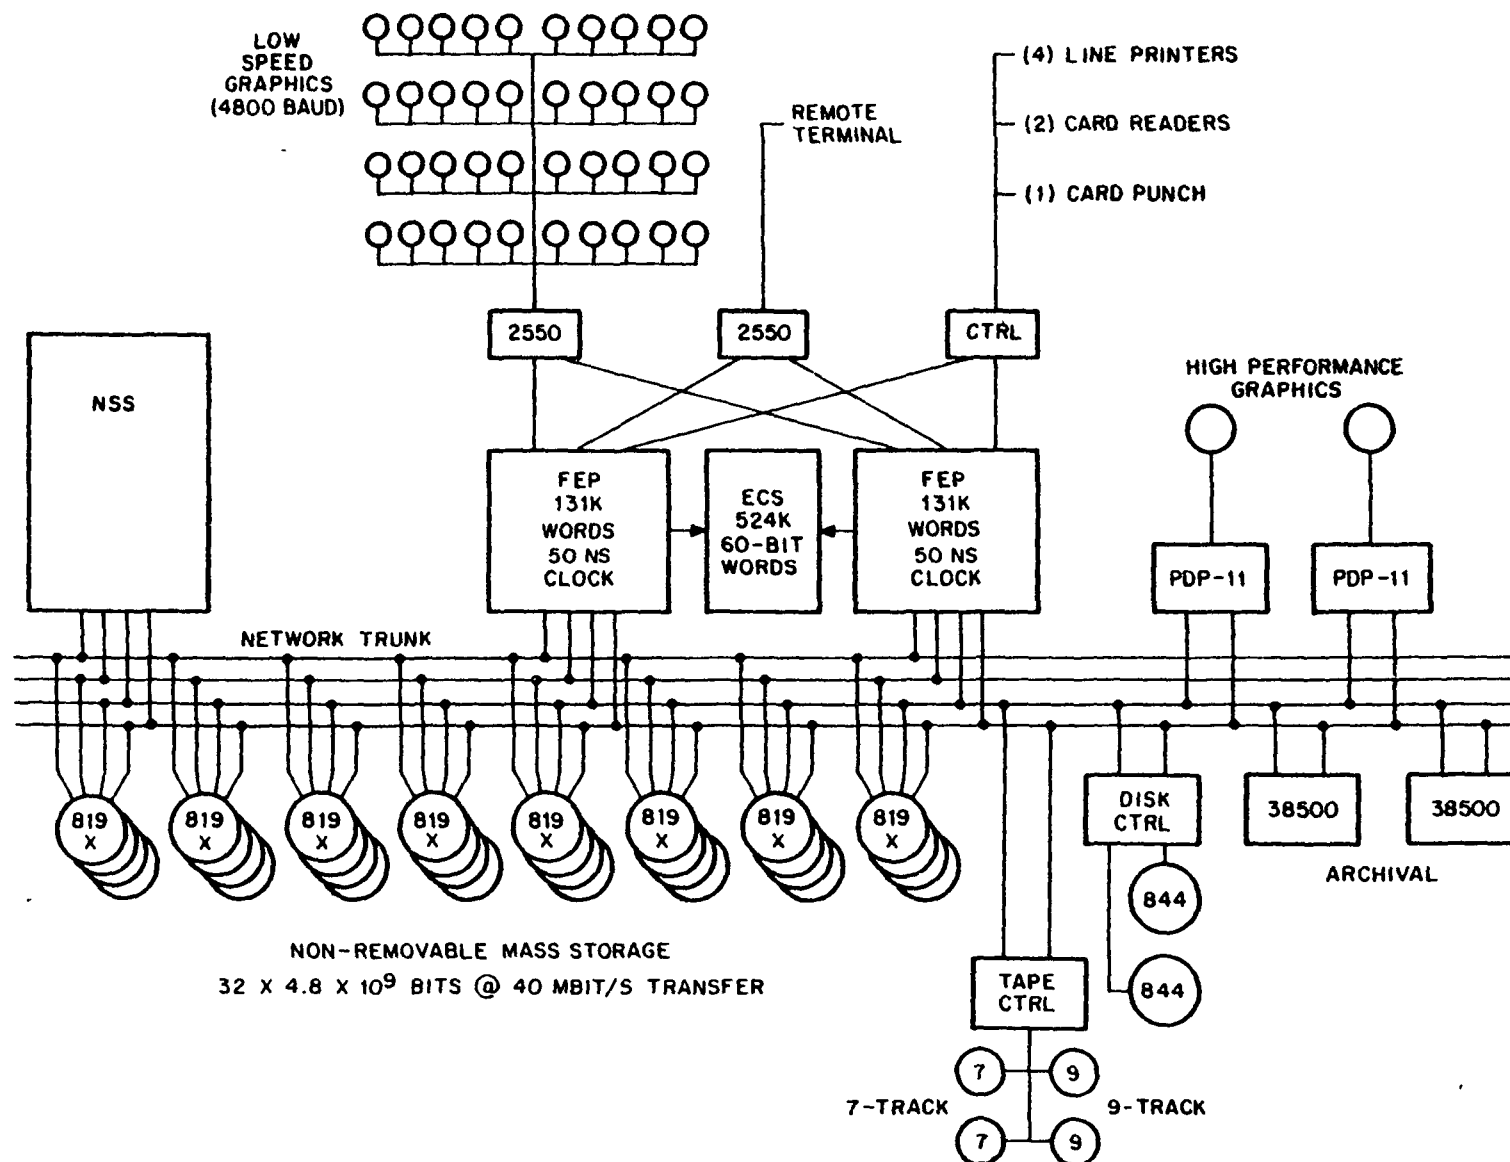 LOW
SPEED
GRAPHICS
(4800 BAUD)
REMOTE
TERMINAL
(4) LINE PRINTERS
(2) CARD READERS
(1) CARD PUNCH
2550
2550
CTRL
NSS
HIGH PERFORMANCE
GRAPHICS
FEP
131K
WORDS
50 NS
CLOCK
ECS
524K
60-BIT
WORDS
FEP
131K
WORDS
50 NS
CLOCK
PDP-11
PDP-11
NETWORK TRUNK
819
X
819
X
819
X
819
X
819
X
819
X
819
X
819
X
DISK
CTRL
38500
38500
ARCHIVAL
844
844
NON-REMOVABLE MASS STORAGE
32 X 4.8 X 10⁹ BITS @ 40 MBIT/S TRANSFER
TAPE
CTRL
7
9
7-TRACK
9-TRACK
7
9